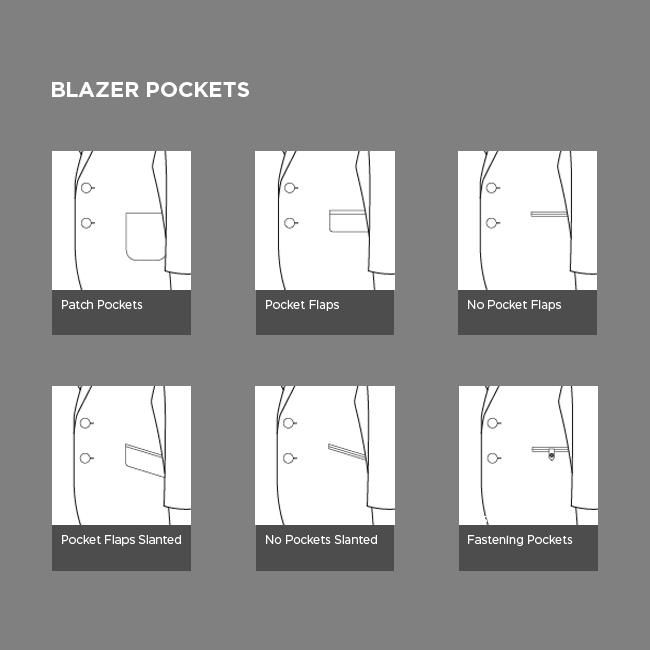 BLAZER POCKETS
Patch Pockets
Pocket Flaps
No Pocket Flaps
Pocket Flaps Slanted
No Pockets Slanted
Fastening Pockets